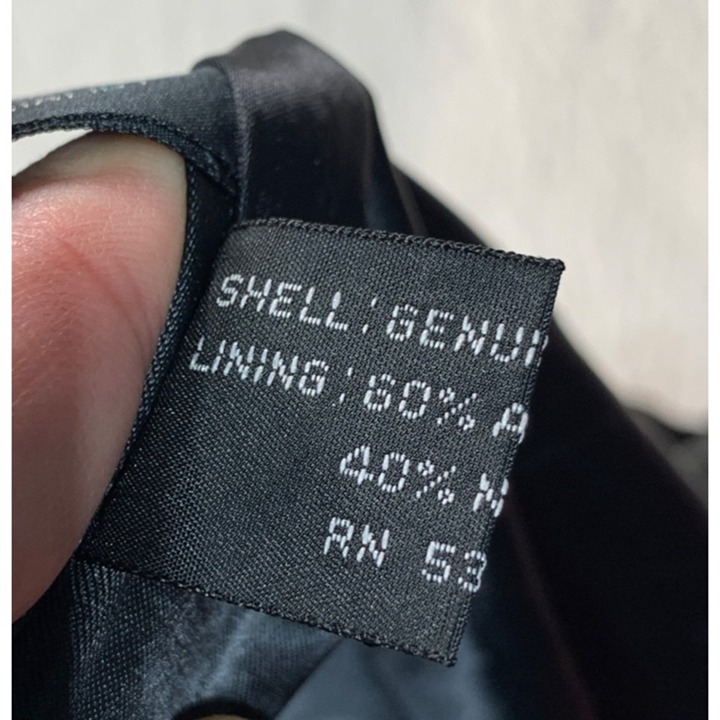 SHELL:GENUI
LINING:60% A
40% N
RN 53